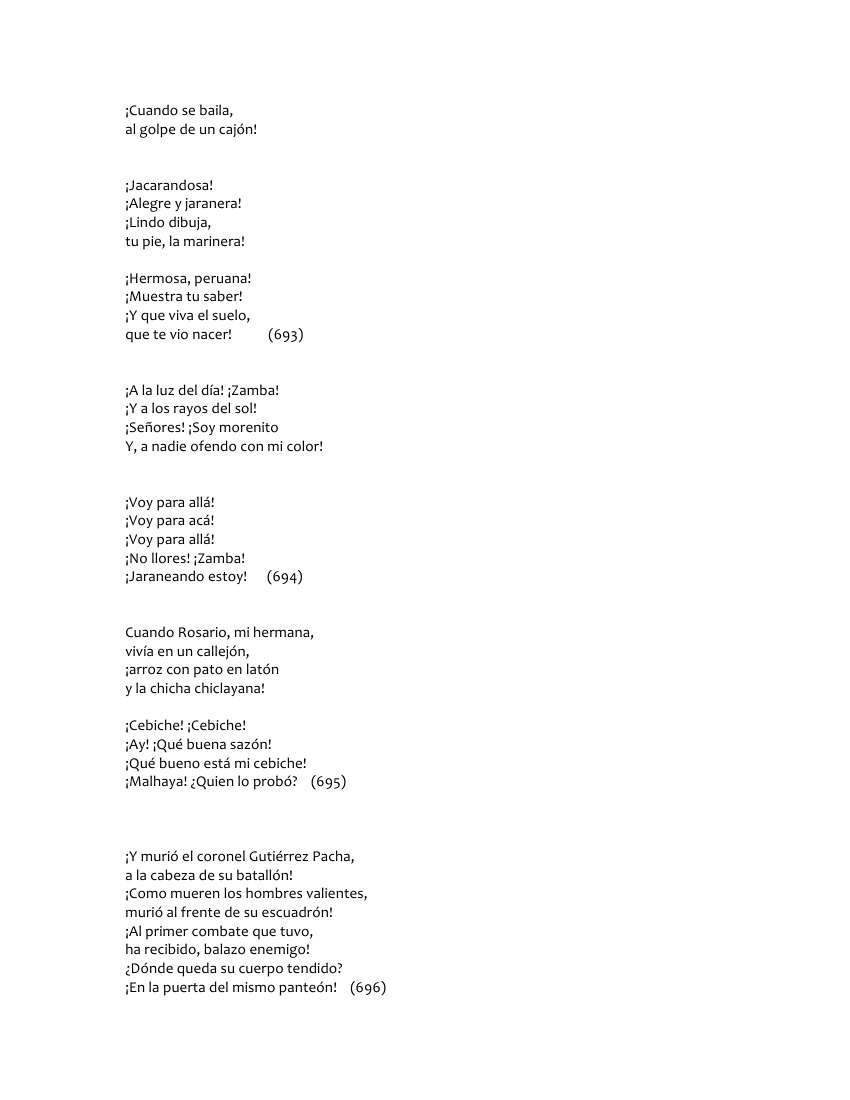 ¡Cuando se baila,
al golpe de un cajón!
¡Jacarandosa!
¡Alegre y jaranera!
¡Lindo dibuja,
tu pie, la marinera!
¡Hermosa, peruana!
¡Muestra tu saber!
¡Y que viva el suelo,
que te vio nacer! (693)
¡A la luz del día! ¡Zamba!
¡Y a los rayos del sol!
¡Señores! ¡Soy morenito
Y, a nadie ofendo con mi color!
¡Voy para allá!
¡Voy para acá!
¡Voy para allá!
¡No llores! ¡Zamba!
¡Jaraneando estoy! (694)
Cuando Rosario, mi hermana,
vivía en un callejón,
¡arroz con pato en latón
y la chicha chiclayana!
¡Cebiche! ¡Cebiche!
¡Ay! ¡Qué buena sazón!
¡Qué bueno está mi cebiche!
¡Malhaya! ¿Quien lo probó? (695)
¡Y murió el coronel Gutiérrez Pacha,
a la cabeza de su batallón!
¡Como mueren los hombres valientes,
murió al frente de su escuadrón!
¡Al primer combate que tuvo,
ha recibido, balazo enemigo!
¿Dónde queda su cuerpo tendido?
¡En la puerta del mismo panteón! (696)